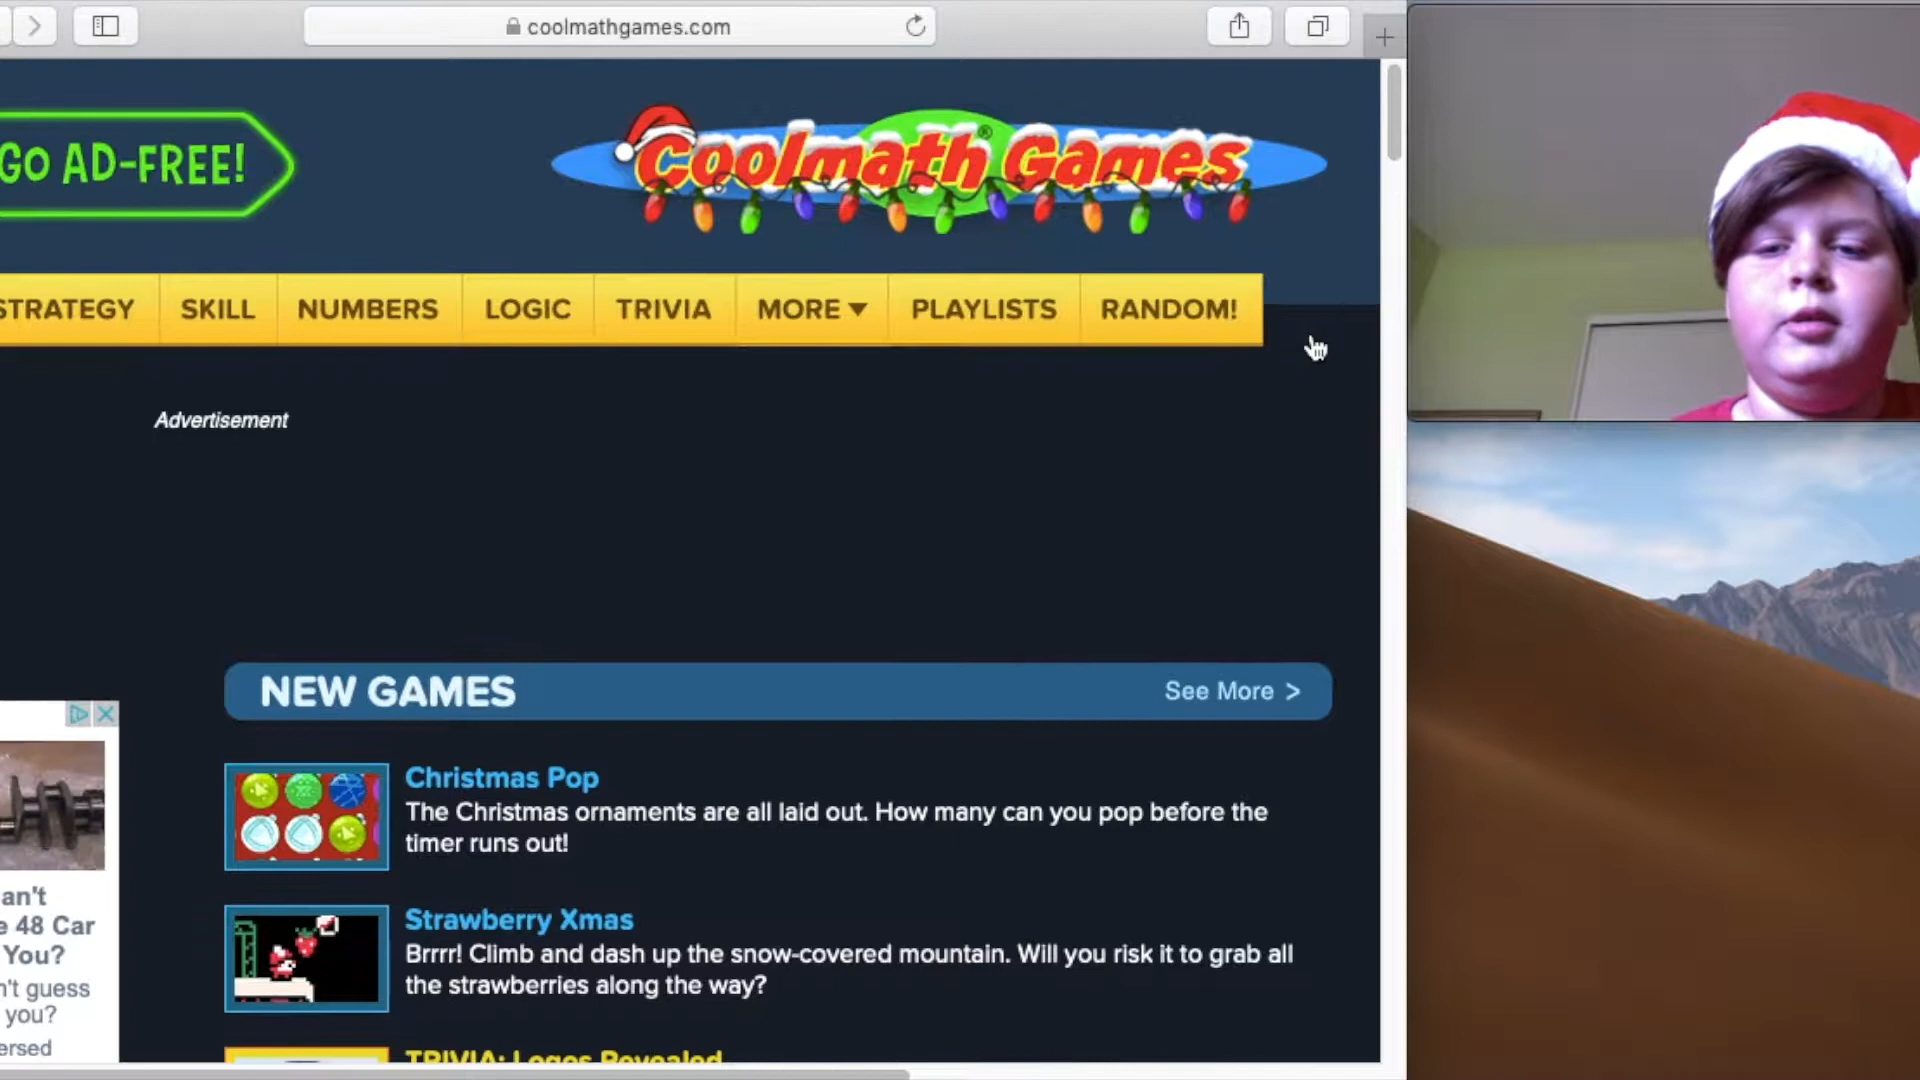 coolmathgames.com
GO AD-FREE!
Coolmath Games®
STRATEGY SKILL NUMBERS LOGIC TRIVIA MORE PLAYLISTS RANDOM!
Advertisement
NEW GAMES
See More >
Christmas Pop
The Christmas ornaments are all laid out. How many can you pop before the
timer runs out!
Strawberry Xmas
Brrrr! Climb and dash up the snow-covered mountain. Will you risk it to grab all
the strawberries along the way?
TRIVIA: Logos Revealed
an't
e 48 Car
You?
n't guess
you?
ersed